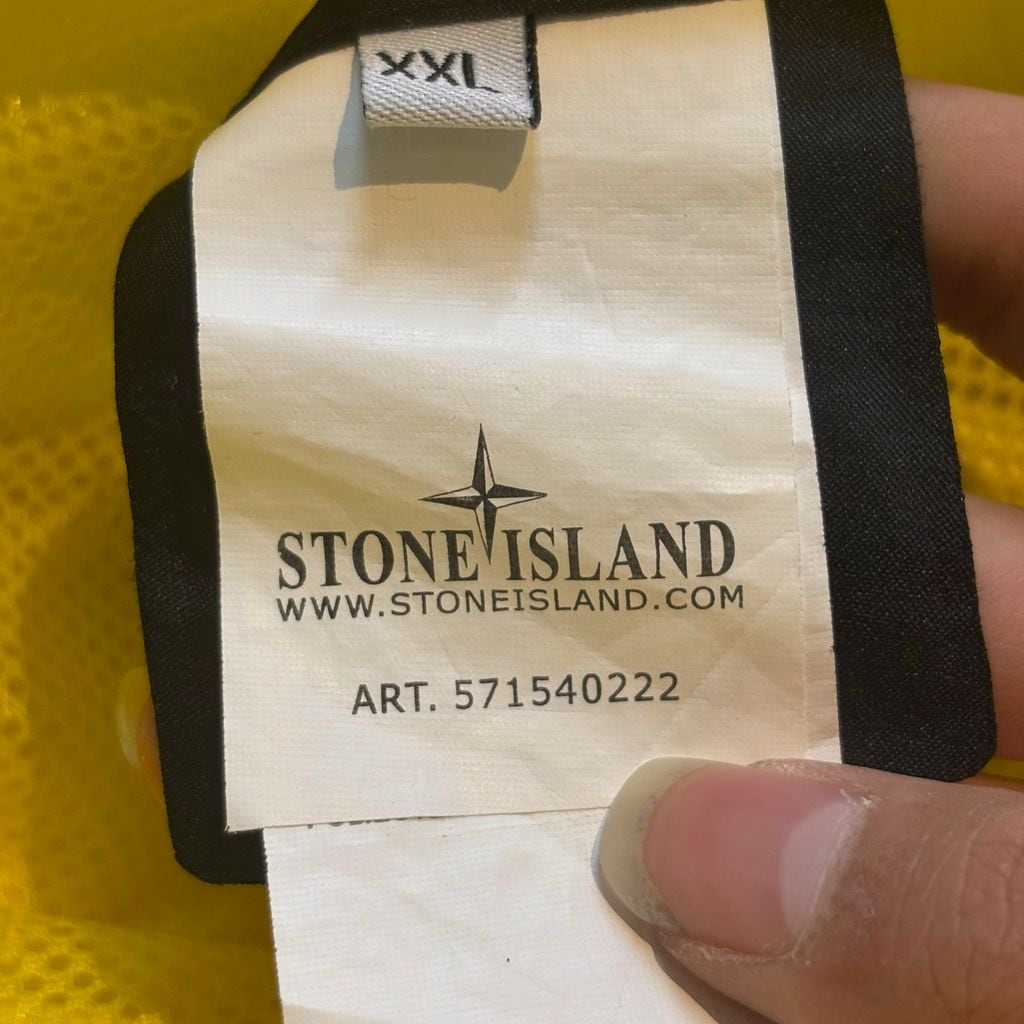 XXL
STONE ISLAND
WWW.STONEISLAND.COM
ART. 571540222